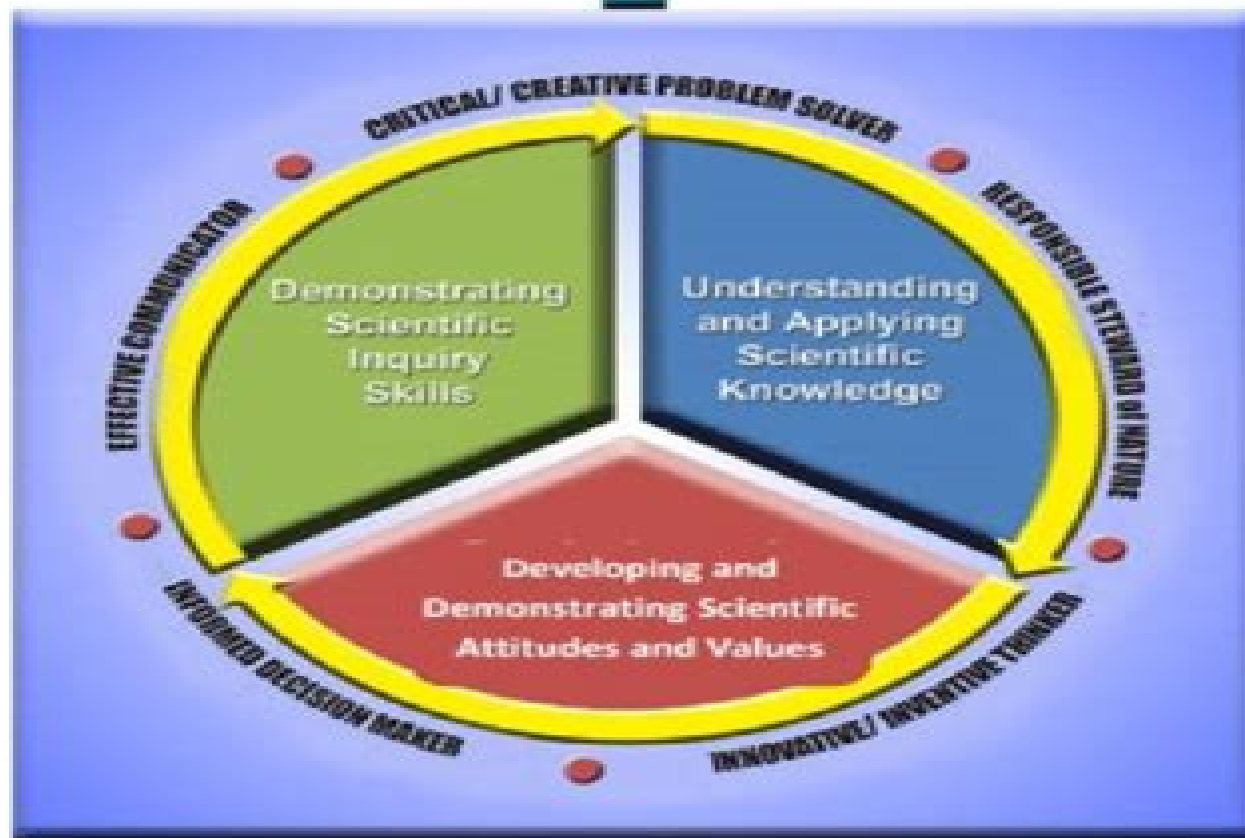 CRITICAL/ CREATIVE PROBLEM SOLVER
RESPONSIBLE STEWARD of NATURE
INNOVATIVE/ INVENTIVE THINKER
INFORMED DECISION MAKER
EFFECTIVE COMMUNICATOR
Demonstrating
Scientific
Inquiry
Skills
Understanding
and Applying
Scientific
Knowledge
Developing and
Demonstrating Scientific
Attitudes and Values